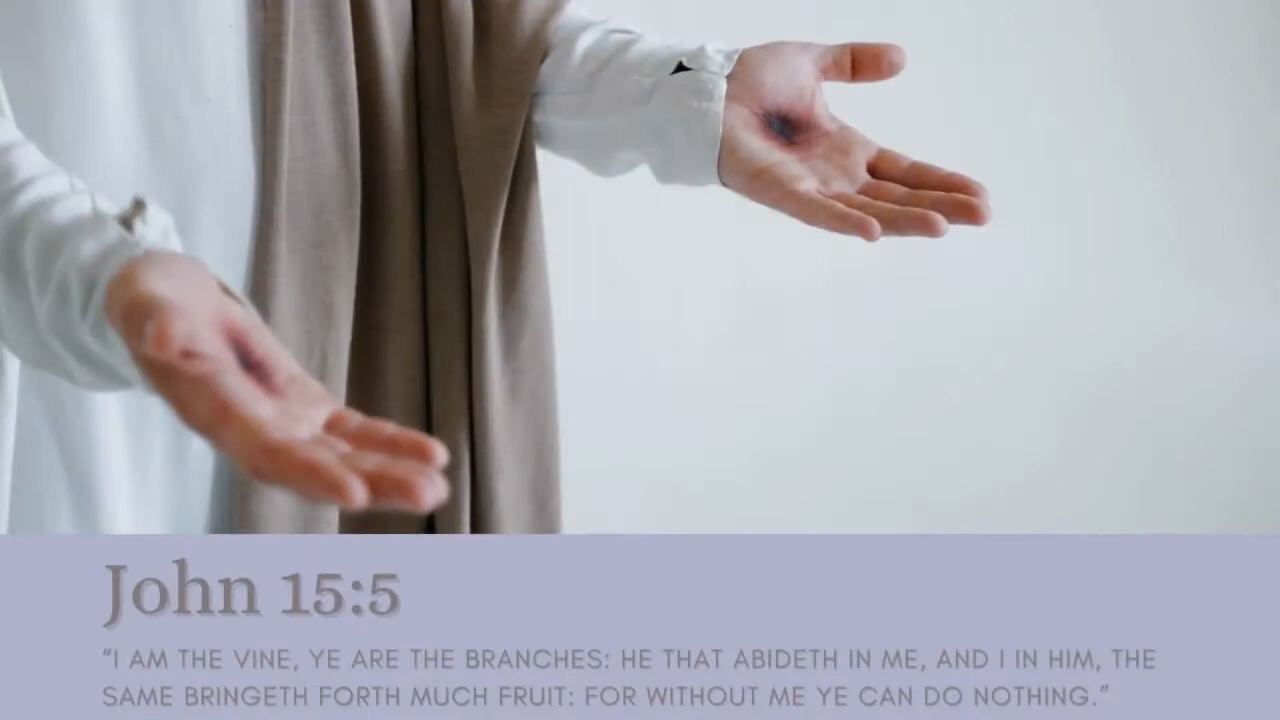 John 15:5
“I AM THE VINE, YE ARE THE BRANCHES: HE THAT ABIDETH IN ME, AND I IN HIM, THE
SAME BRINGETH FORTH MUCH FRUIT: FOR WITHOUT ME YE CAN DO NOTHING.”